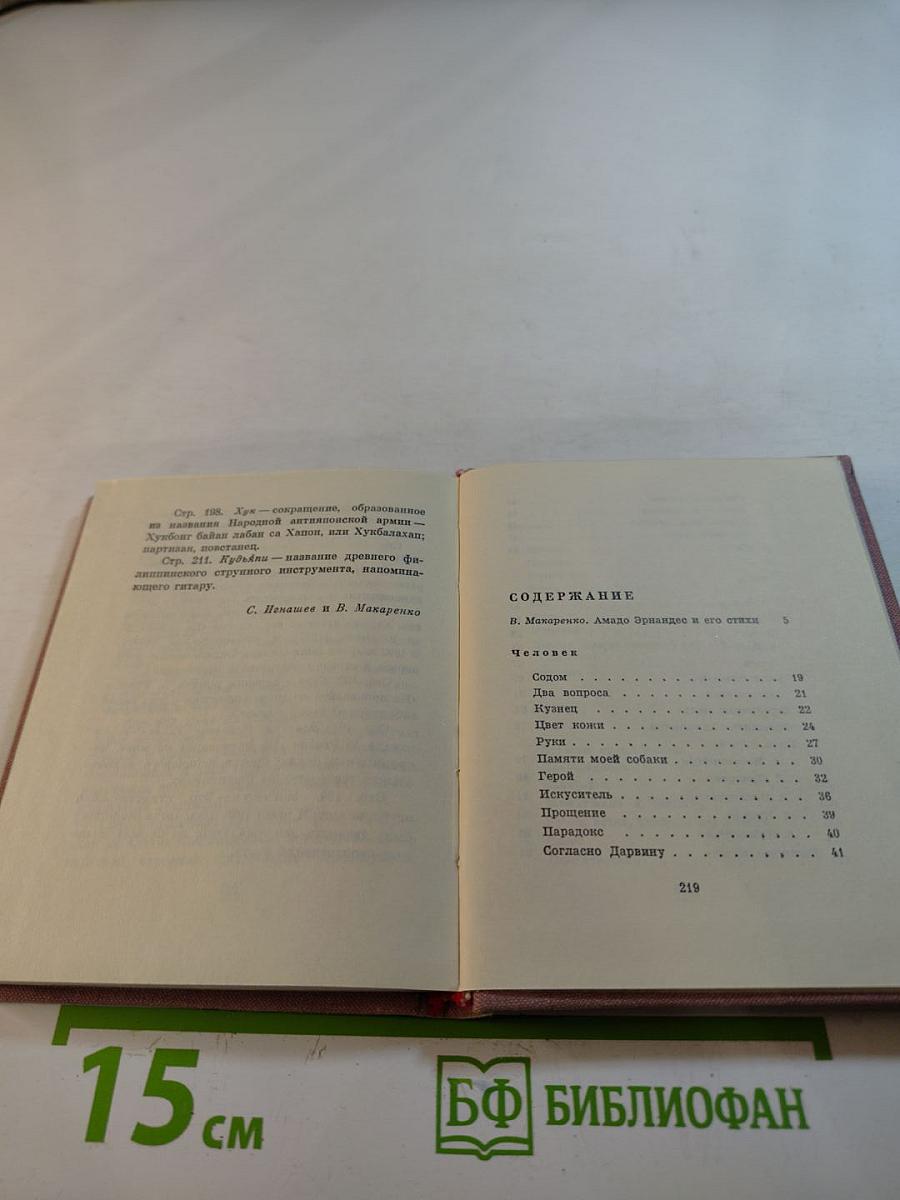 Стр. 198. Хук — сокращение, образованное
из названия Народной антияпонской армии —
Хукбонг байан лабан са Хапон, или Хукбалахап;
партизан, повстанец.
Стр. 211. Кудья́пи — название древнего фи-
липпинского струнного инструмента, напомина-
ющего гитару.
С. Игнашев и В. Макаренко
СОДЕРЖАНИЕ
В. Макаренко. Амадо Эрнандес и его стихи 5
Человек
Содом . . . . . . . . . . . . . . . 19
Два вопроса . . . . . . . . . . . . 21
Кузнец . . . . . . . . . . . . . . 22
Цвет кожи . . . . . . . . . . . . . 24
Руки . . . . . . . . . . . . . . . . 27
Памяти моей собаки . . . . . . . . . 30
Герой . . . . . . . . . . . . . . . 32
Искуситель . . . . . . . . . . . . 36
Прощение . . . . . . . . . . . . 39
Парадокс . . . . . . . . . . . . 40
Согласно Дарвину . . . . . . . . . 41
219
15 см
БФ БИБЛИОФАН